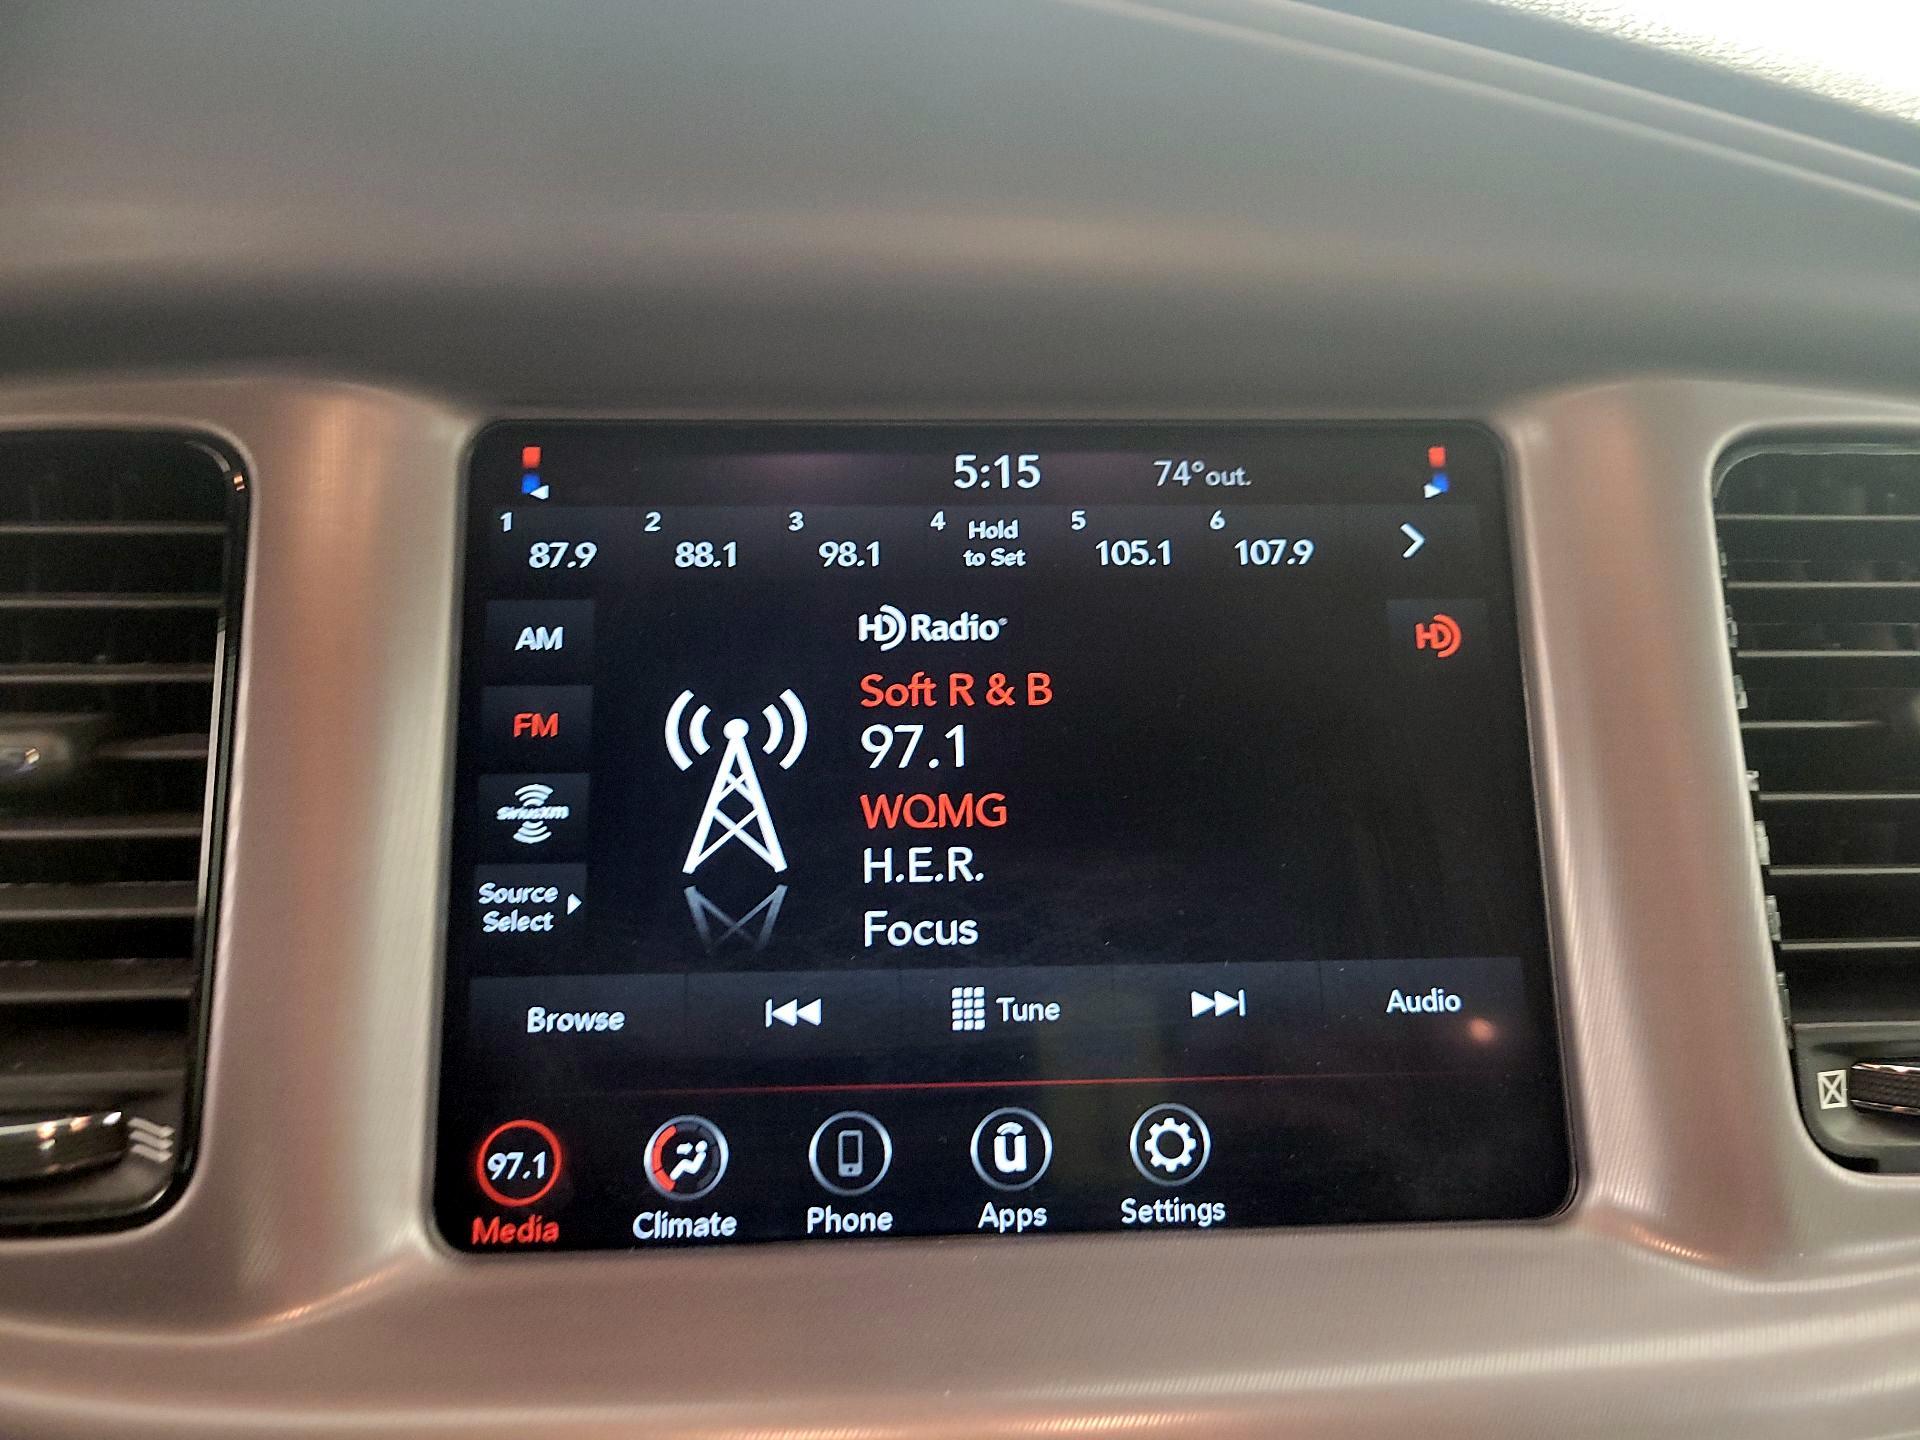 5:15 74°out.
1 2 3 4 Hold 5 6
87.9 88.1 98.1 to Set 105.1 107.9
HD Radio
AM
HD
Soft R & B
FM
97.1
siriusxm
WQMG
H.E.R.
Source
Select
Focus
Browse Tune Audio
97.1 u
Media Climate Phone Apps Settings